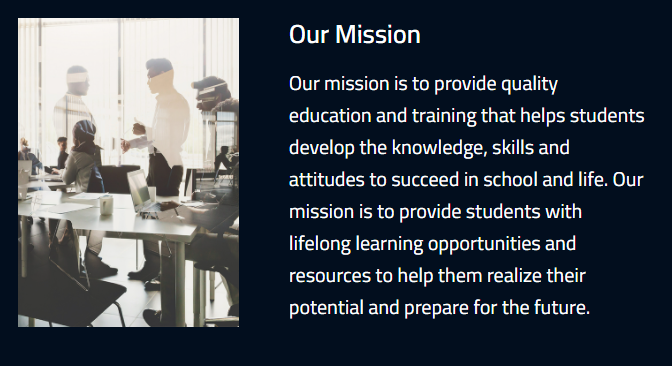 Our Mission
Our mission is to provide quality
education and training that helps students
develop the knowledge, skills and
attitudes to succeed in school and life. Our
mission is to provide students with
lifelong learning opportunities and
resources to help them realize their
potential and prepare for the future.